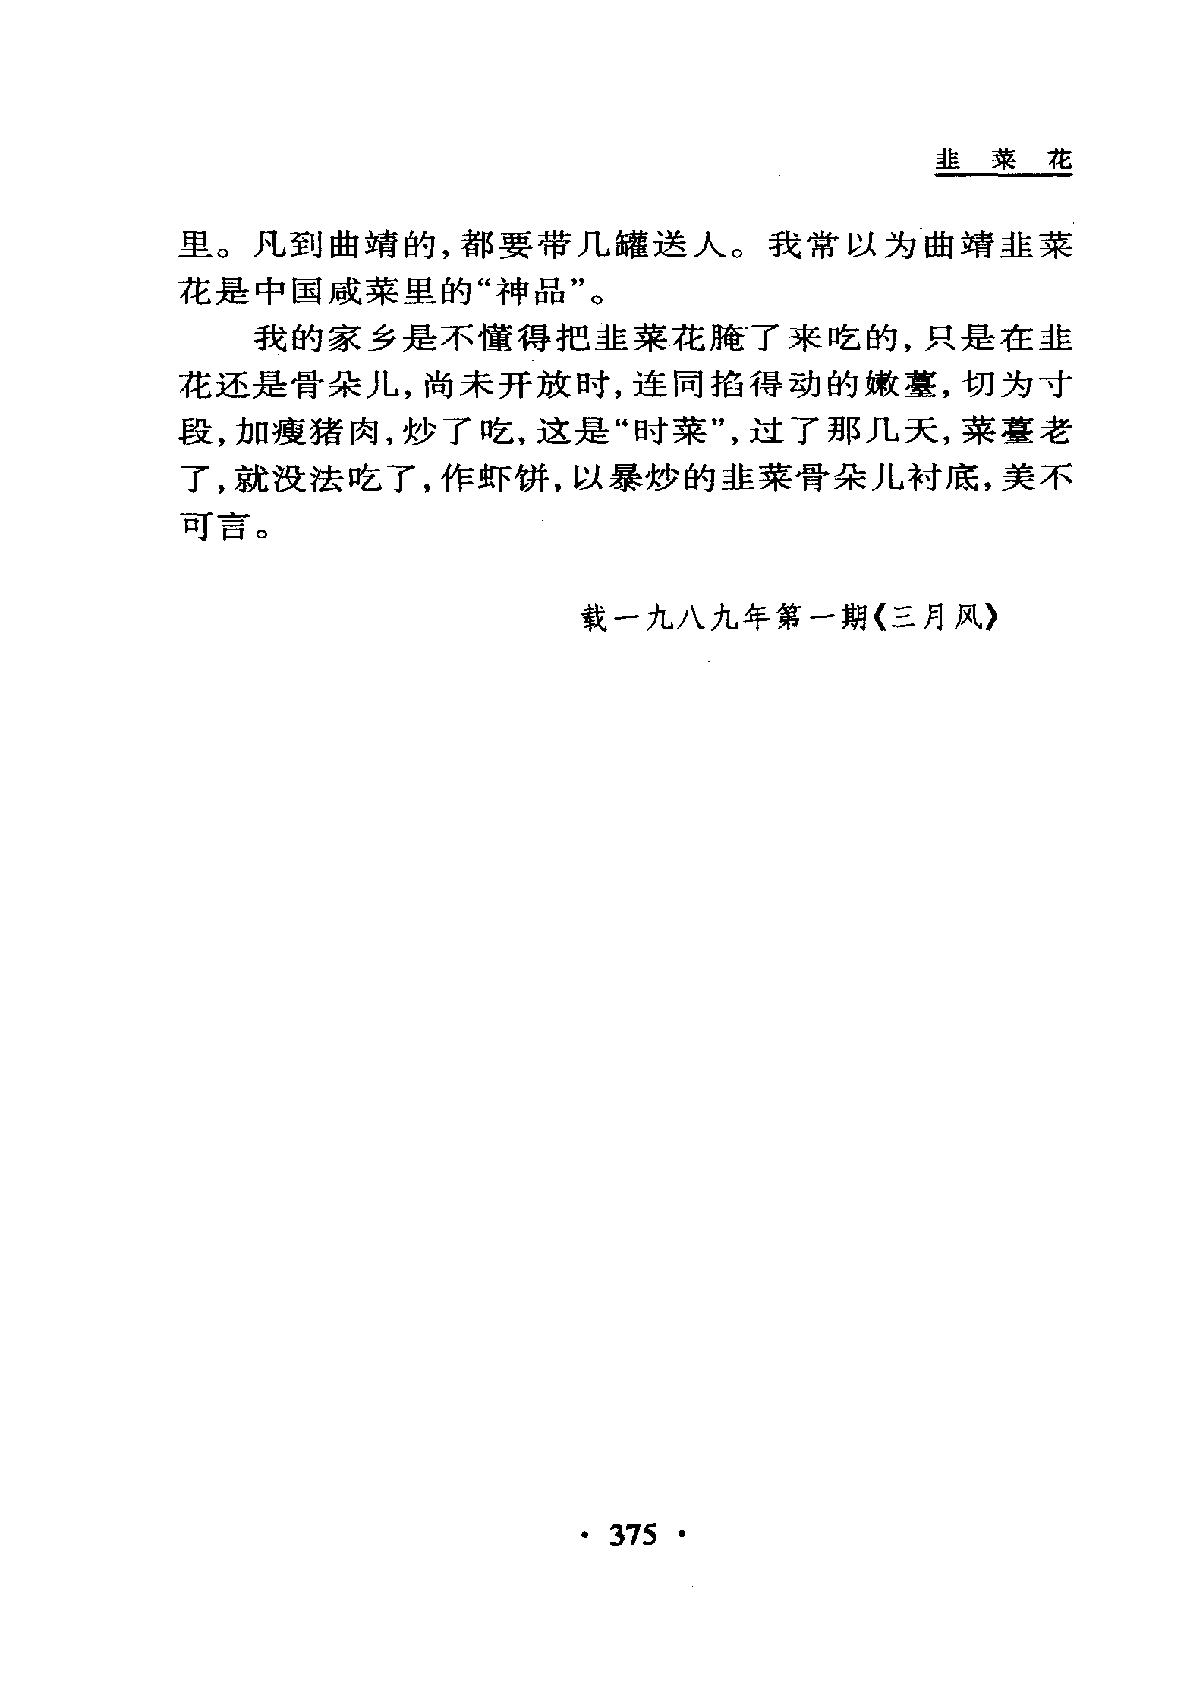 韭 菜 花
里。凡到曲靖的,都要带几罐送人。我常以为曲靖韭菜
花是中国咸菜里的“神品”。
我的家乡是不懂得把韭菜花腌了来吃的,只是在韭
花还是骨朵儿,尚未开放时,连同掐得动的嫩薹,切为寸
段,加瘦猪肉,炒了吃,这是“时菜”,过了那几天,菜薹老
了,就没法吃了,作虾饼,以暴炒的韭菜骨朵儿衬底,美不
可言。
载一九八九年第一期《三月风》
· 375 ·